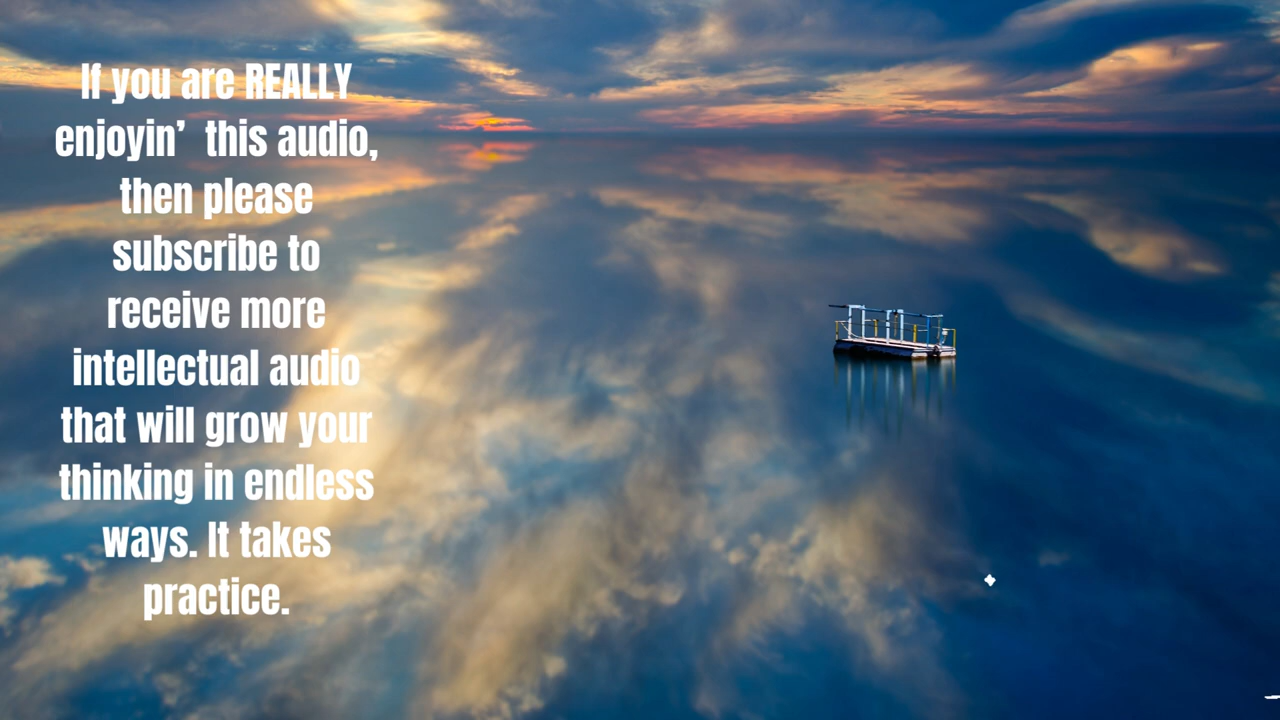 If you are REALLY
enjoyin’ this audio,
then please
subscribe to
receive more
intellectual audio
that will grow your
thinking in endless
ways. It takes
practice.